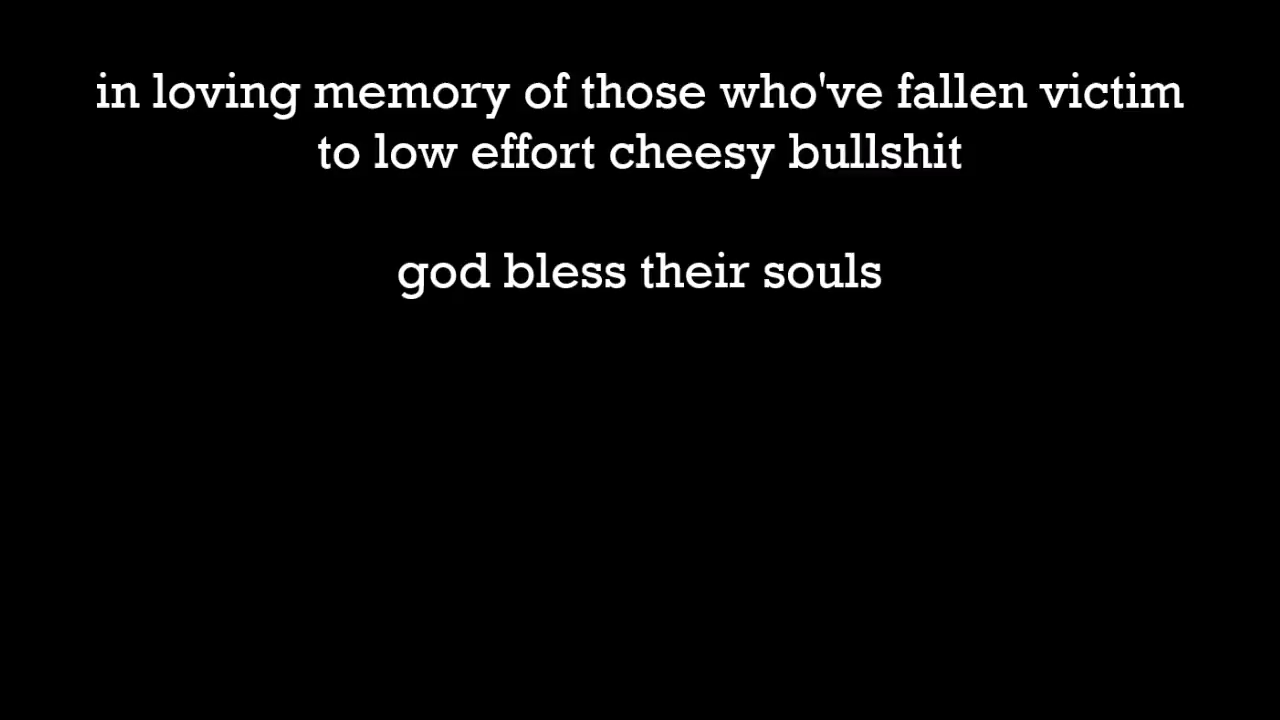 in loving memory of those who've fallen victim
to low effort cheesy bullshit
god bless their souls